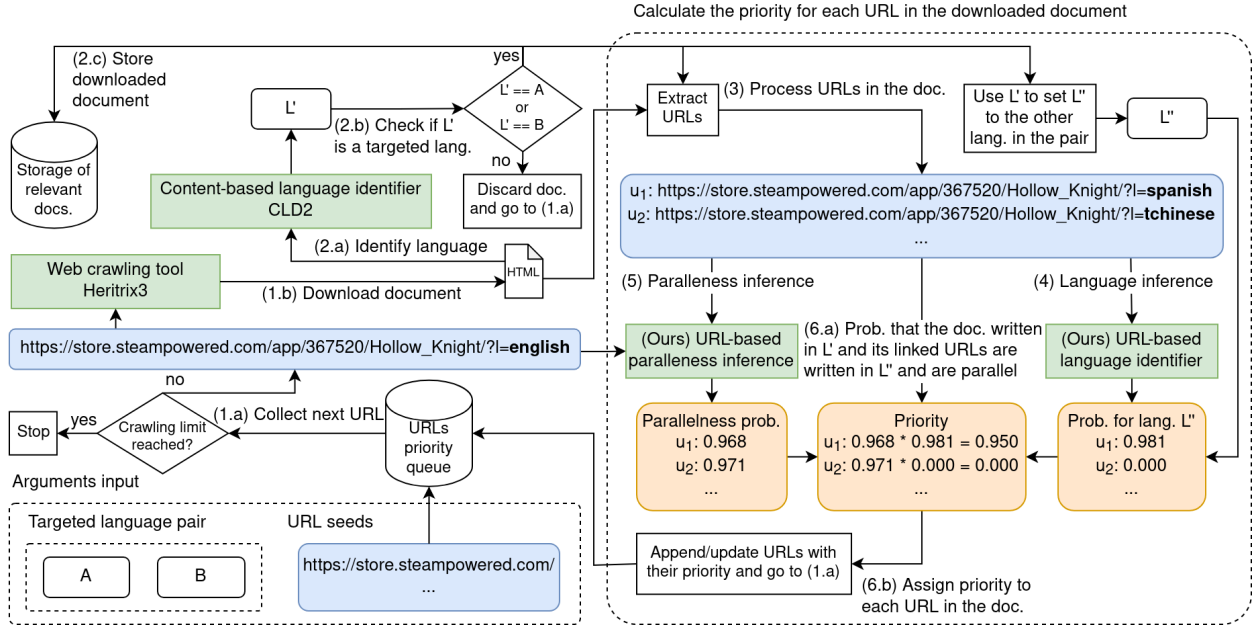 Calculate the priority for each URL in the downloaded document
(2.c) Store
downloaded
document
yes
L'
L' == A
or
L' == B
(2.b) Check if L'
is a targeted lang.
no
Discard doc.
and go to (1.a)
Storage of
relevant
docs.
Content-based language identifier
CLD2
(2.a) Identify language
HTML
Web crawling tool
Heritrix3
(1.b) Download document
https://store.steampowered.com/app/367520/Hollow_Knight/?l=english
no
yes
Stop
Crawling limit
reached?
(1.a) Collect next URL
URLs
priority
queue
Arguments input
Targeted language pair
A
B
URL seeds
https://store.steampowered.com/
...
Extract
URLs
(3) Process URLs in the doc.
Use L' to set L''
to the other
lang. in the pair
L''
u1: https://store.steampowered.com/app/367520/Hollow_Knight/?l=spanish
u2: https://store.steampowered.com/app/367520/Hollow_Knight/?l=tchinese
...
(5) Paralleness inference
(4) Language inference
(Ours) URL-based
paralleness inference
(6.a) Prob. that the doc. written
in L' and its linked URLs are
written in L'' and are parallel
(Ours) URL-based
language identifier
Parallelness prob.
u1: 0.968
u2: 0.971
...
Priority
u1: 0.968 * 0.981 = 0.950
u2: 0.971 * 0.000 = 0.000
...
Prob. for lang. L''
u1: 0.981
u2: 0.000
...
Append/update URLs with
their priority and go to (1.a)
(6.b) Assign priority to
each URL in the doc.